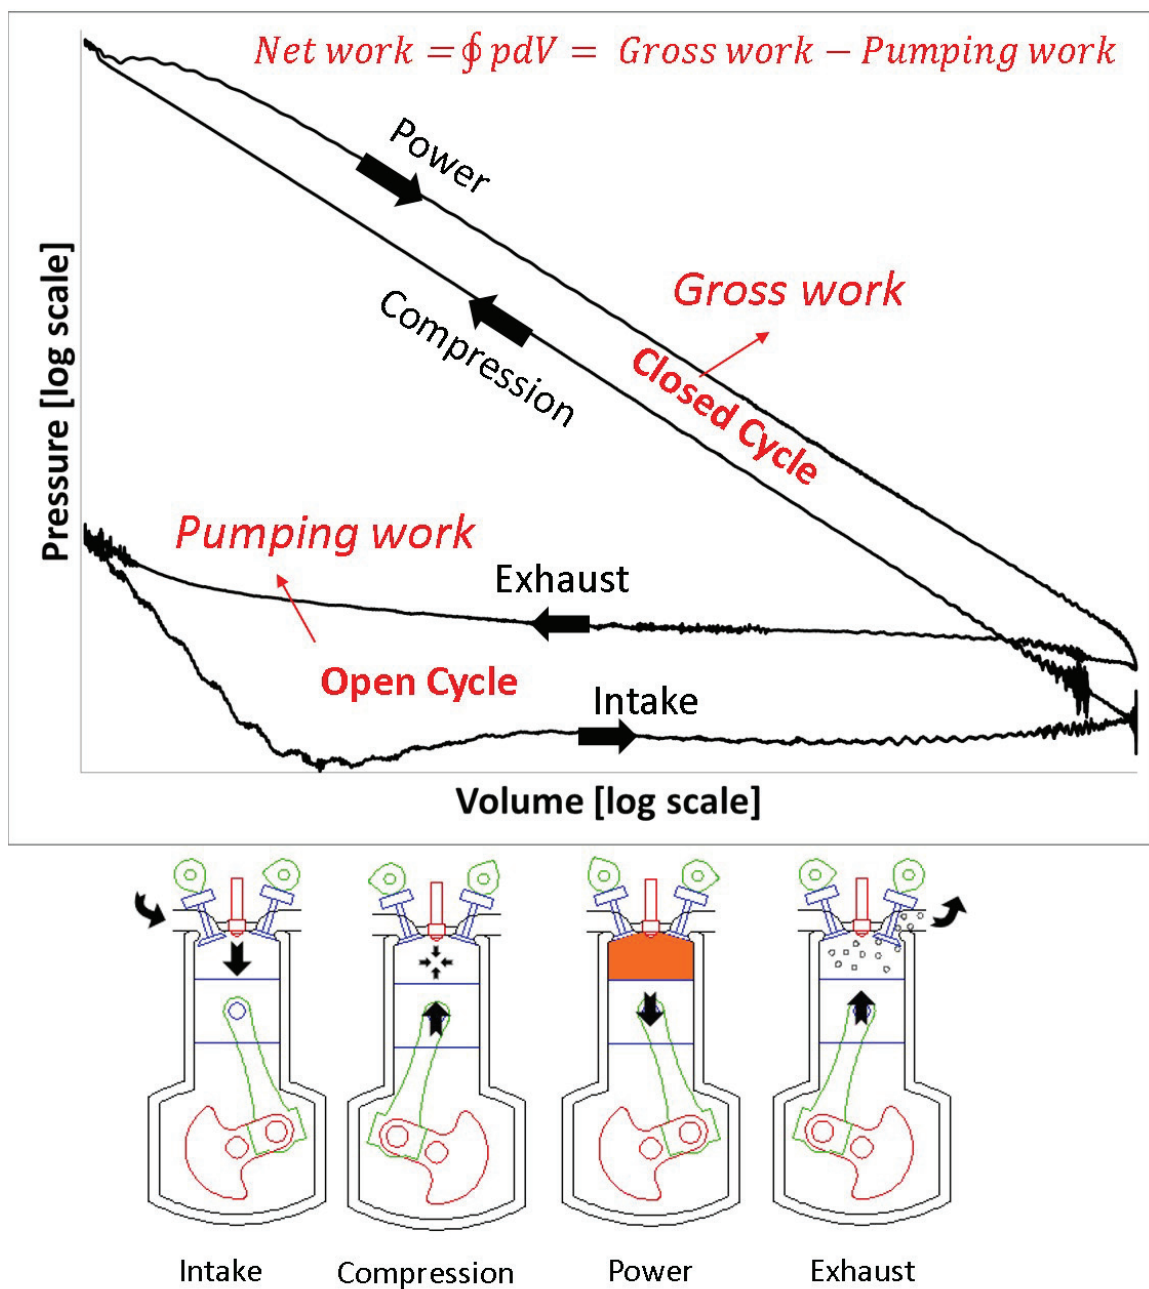 Net work = ∮ pdV = Gross work − Pumping work
Power
Gross work
Compression
Closed Cycle
Pressure [log scale]
Pumping work
Exhaust
Open Cycle
Intake
Volume [log scale]
Intake
Compression
Power
Exhaust